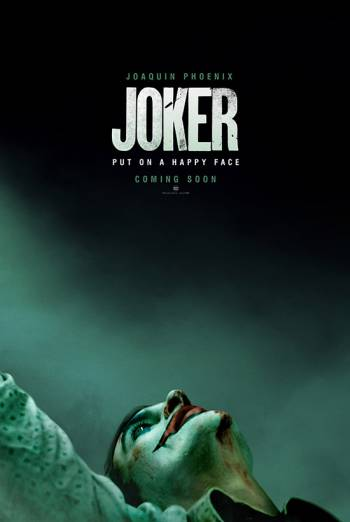 JOAQUIN PHOENIX
JOKER
PUT ON A HAPPY FACE
COMING SOON